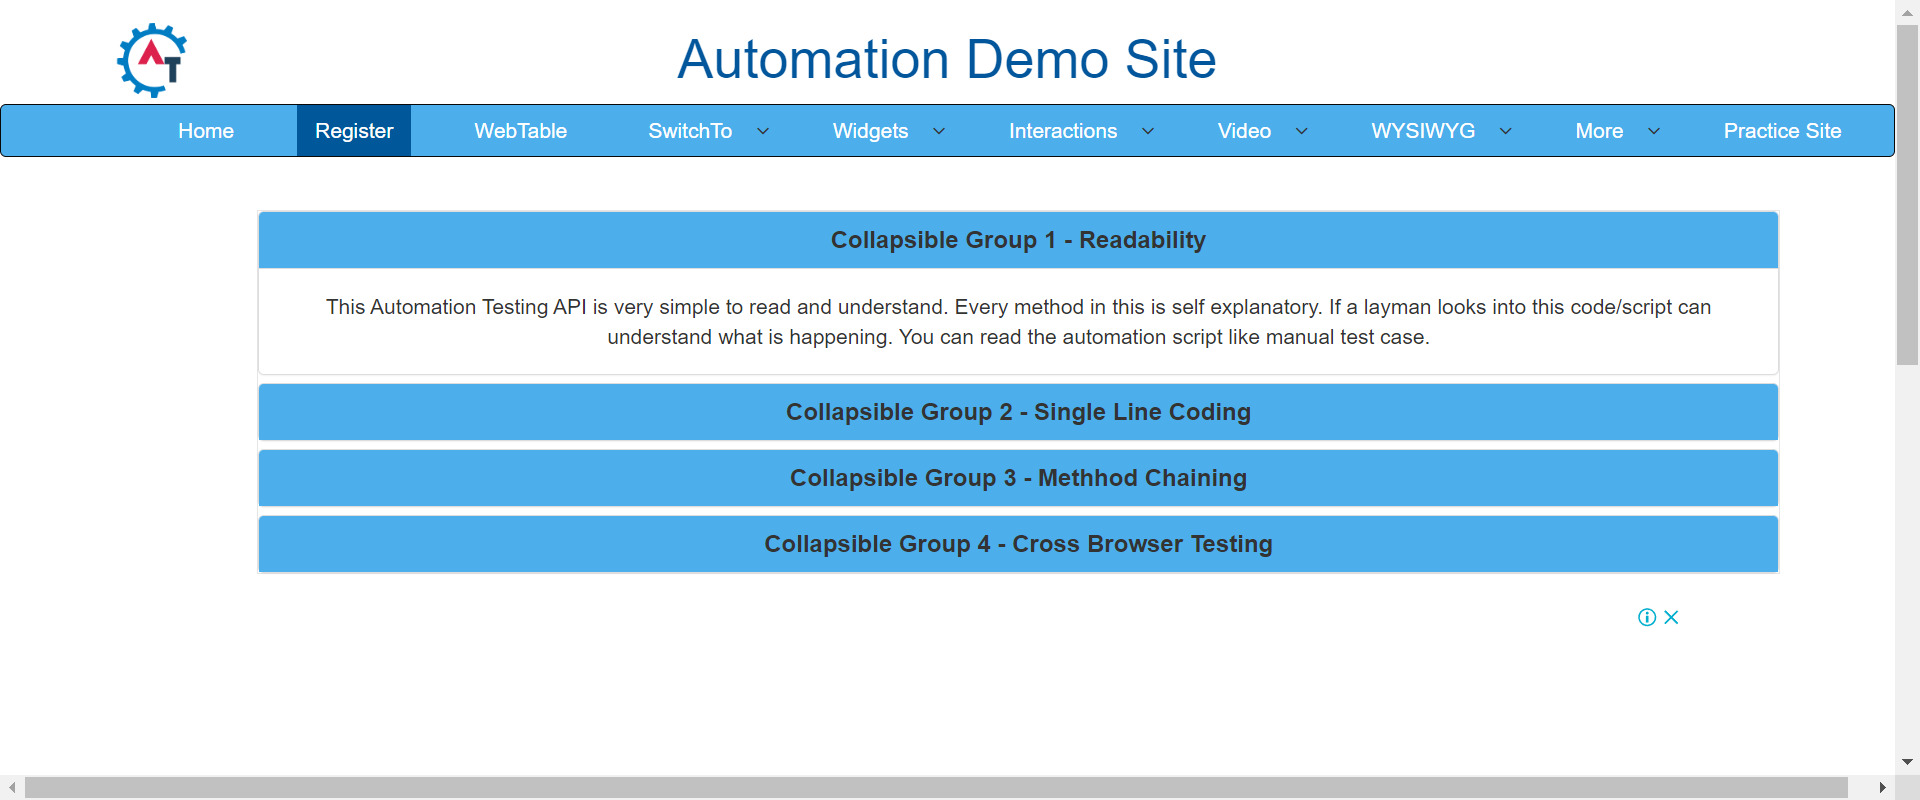 AT
Automation Demo Site
Home Register WebTable SwitchTo Widgets Interactions Video WYSIWYG More Practice Site
Collapsible Group 1 - Readability
This Automation Testing API is very simple to read and understand. Every method in this is self explanatory. If a layman looks into this code/script can
understand what is happening. You can read the automation script like manual test case.
Collapsible Group 2 - Single Line Coding
Collapsible Group 3 - Methhod Chaining
Collapsible Group 4 - Cross Browser Testing